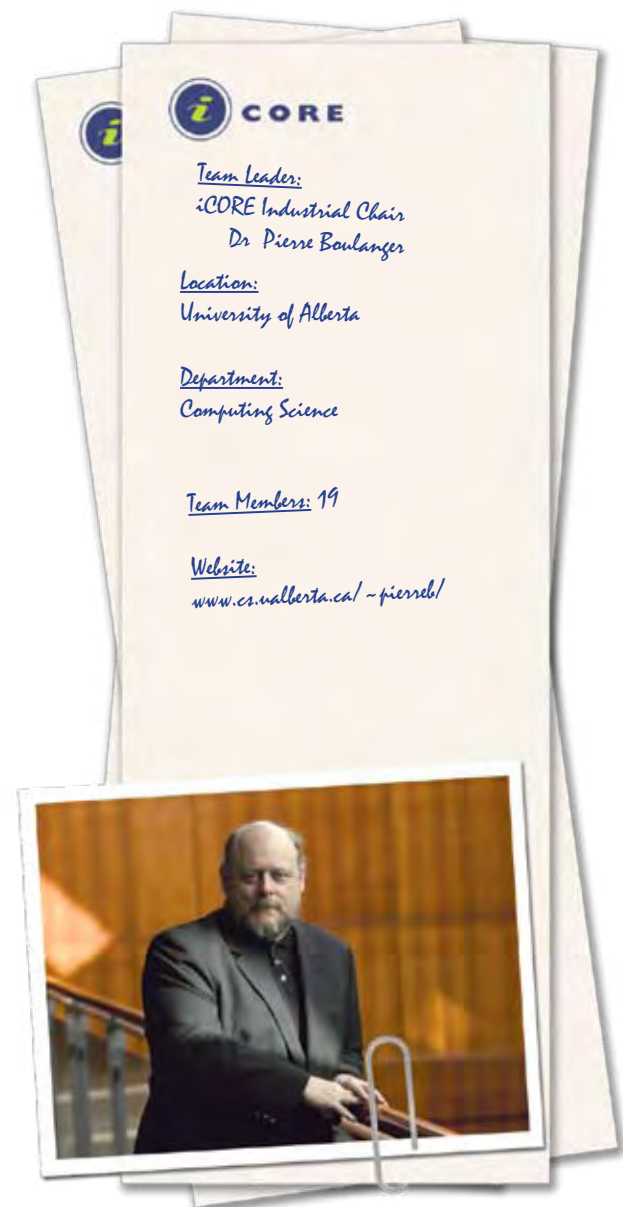 i CORE
i
Team Leader:
iCORE Industrial Chair
Dr Pierre Boulanger
Location:
University of Alberta
Department:
Computing Science
Team Members: 19
Website:
www.cs.ualberta.ca/~pierreb/